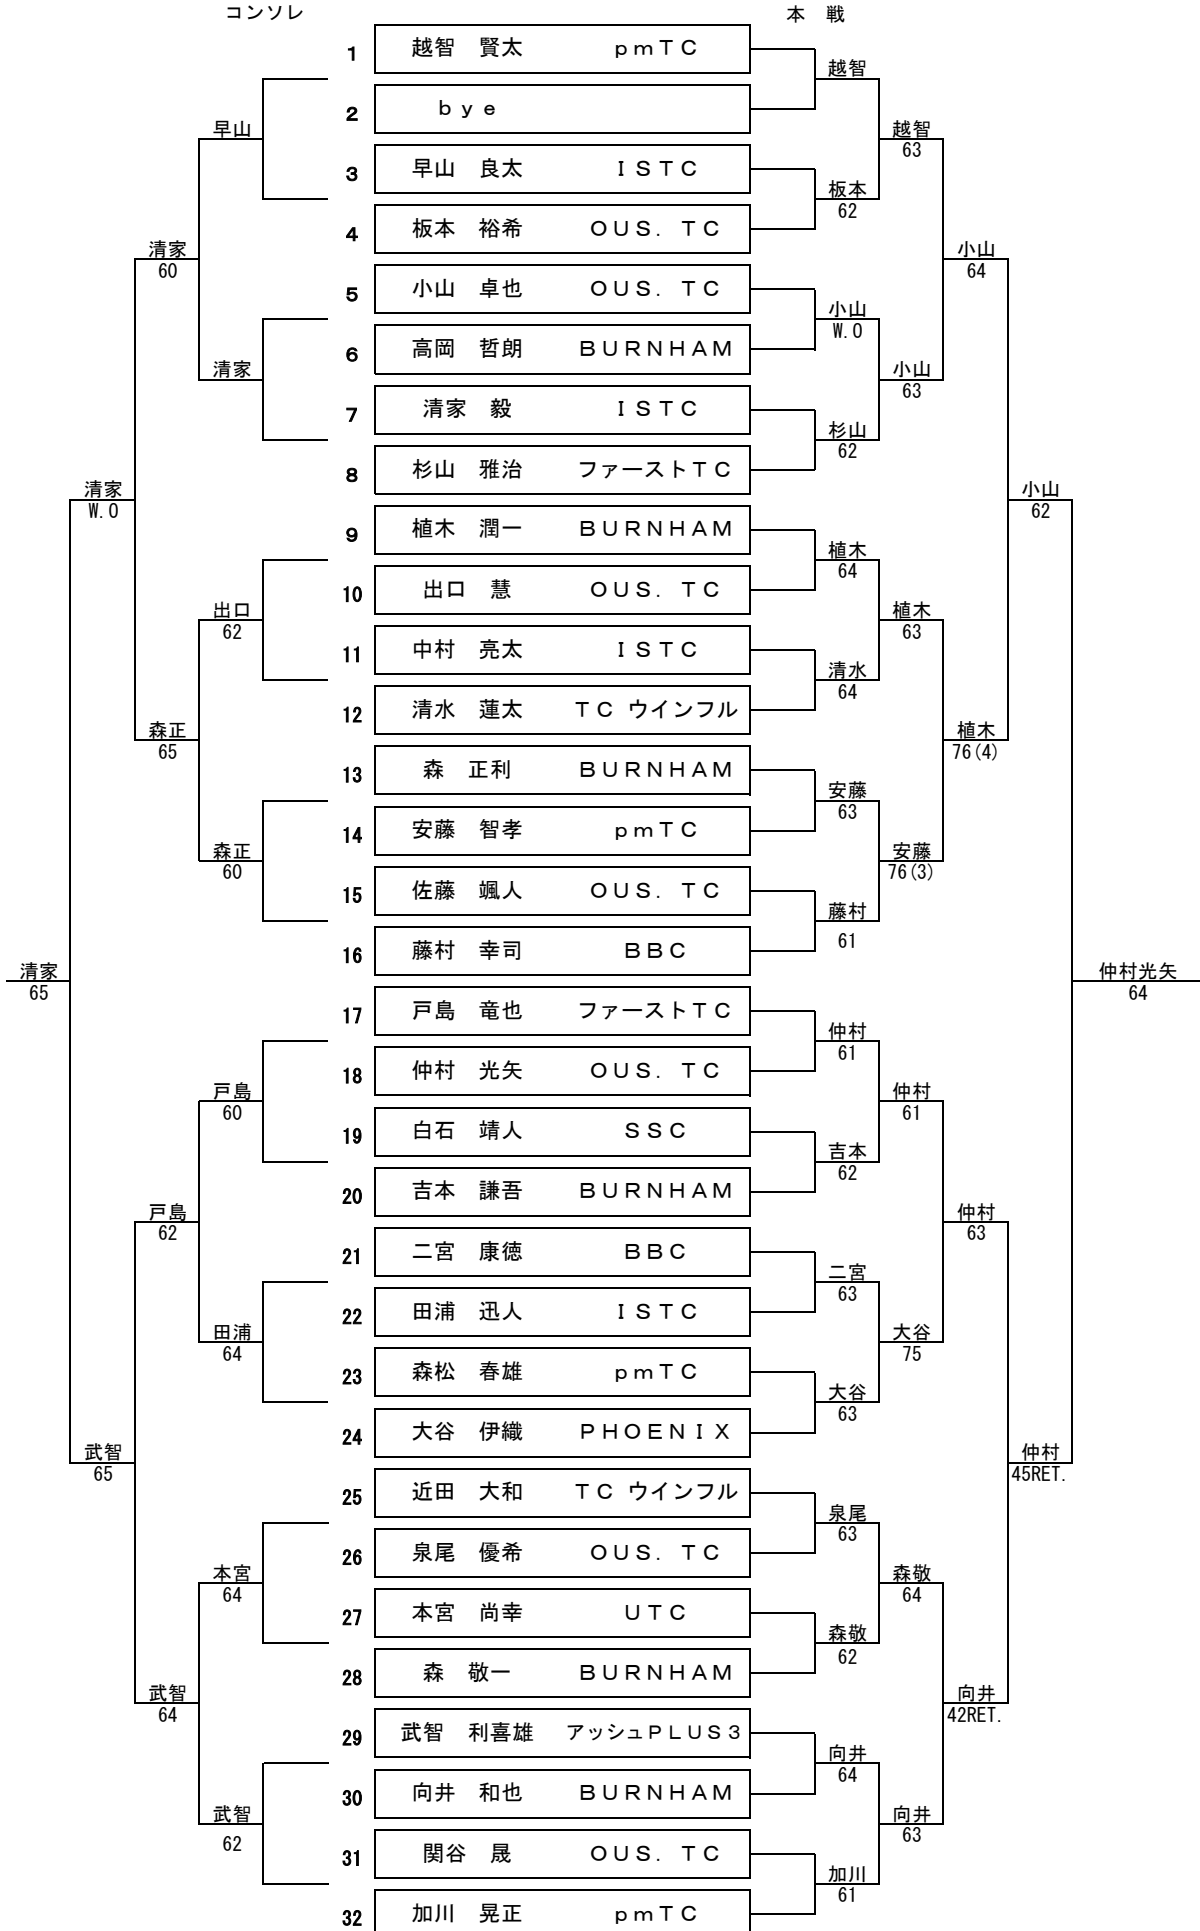 コンソレ 本 戦
1 越智 賢太 ｐｍＴＣ
越智
2 ｂｙｅ
早山 越智
63
3 早山 良太 ＩＳＴＣ
板本
62
4 板本 裕希 ＯＵＳ．ＴＣ
清家 小山
60 64
5 小山 卓也 ＯＵＳ．ＴＣ
小山
W.O
6 高岡 哲朗 ＢＵＲＮＨＡＭ
清家 小山
63
7 清家 毅 ＩＳＴＣ
杉山
62
8 杉山 雅治 ファーストＴＣ
清家 小山
W.O 62
9 植木 潤一 ＢＵＲＮＨＡＭ
植木
64
10 出口 慧 ＯＵＳ．ＴＣ
出口 植木
62 63
11 中村 亮太 ＩＳＴＣ
清水
64
12 清水 蓮太 ＴＣ ウインフル
森正 植木
65 76(4)
13 森 正利 ＢＵＲＮＨＡＭ
安藤
63
14 安藤 智孝 ｐｍＴＣ
森正 安藤
60 76(3)
15 佐藤 颯人 ＯＵＳ．ＴＣ
藤村
61
16 藤村 幸司 ＢＢＣ
清家 仲村光矢
65 64
17 戸島 竜也 ファーストＴＣ
仲村
61
18 仲村 光矢 ＯＵＳ．ＴＣ
戸島 仲村
60 61
19 白石 靖人 ＳＳＣ
吉本
62
20 吉本 謙吾 ＢＵＲＮＨＡＭ
戸島 仲村
62 63
21 二宮 康徳 ＢＢＣ
二宮
63
22 田浦 迅人 ＩＳＴＣ
田浦 大谷
64 75
23 森松 春雄 ｐｍＴＣ
大谷
63
24 大谷 伊織 ＰＨＯＥＮＩＸ
武智 仲村
65 45RET.
25 近田 大和 ＴＣ ウインフル
泉尾
63
26 泉尾 優希 ＯＵＳ．ＴＣ
本宮 森敬
64 64
27 本宮 尚幸 ＵＴＣ
森敬
62
28 森 敬一 ＢＵＲＮＨＡＭ
武智 向井
64 42RET.
29 武智 利喜雄 アッシュＰＬＵＳ３
向井
64
30 向井 和也 ＢＵＲＮＨＡＭ
武智 向井
62 63
31 関谷 晟 ＯＵＳ．ＴＣ
加川
61
32 加川 晃正 ｐｍＴＣ